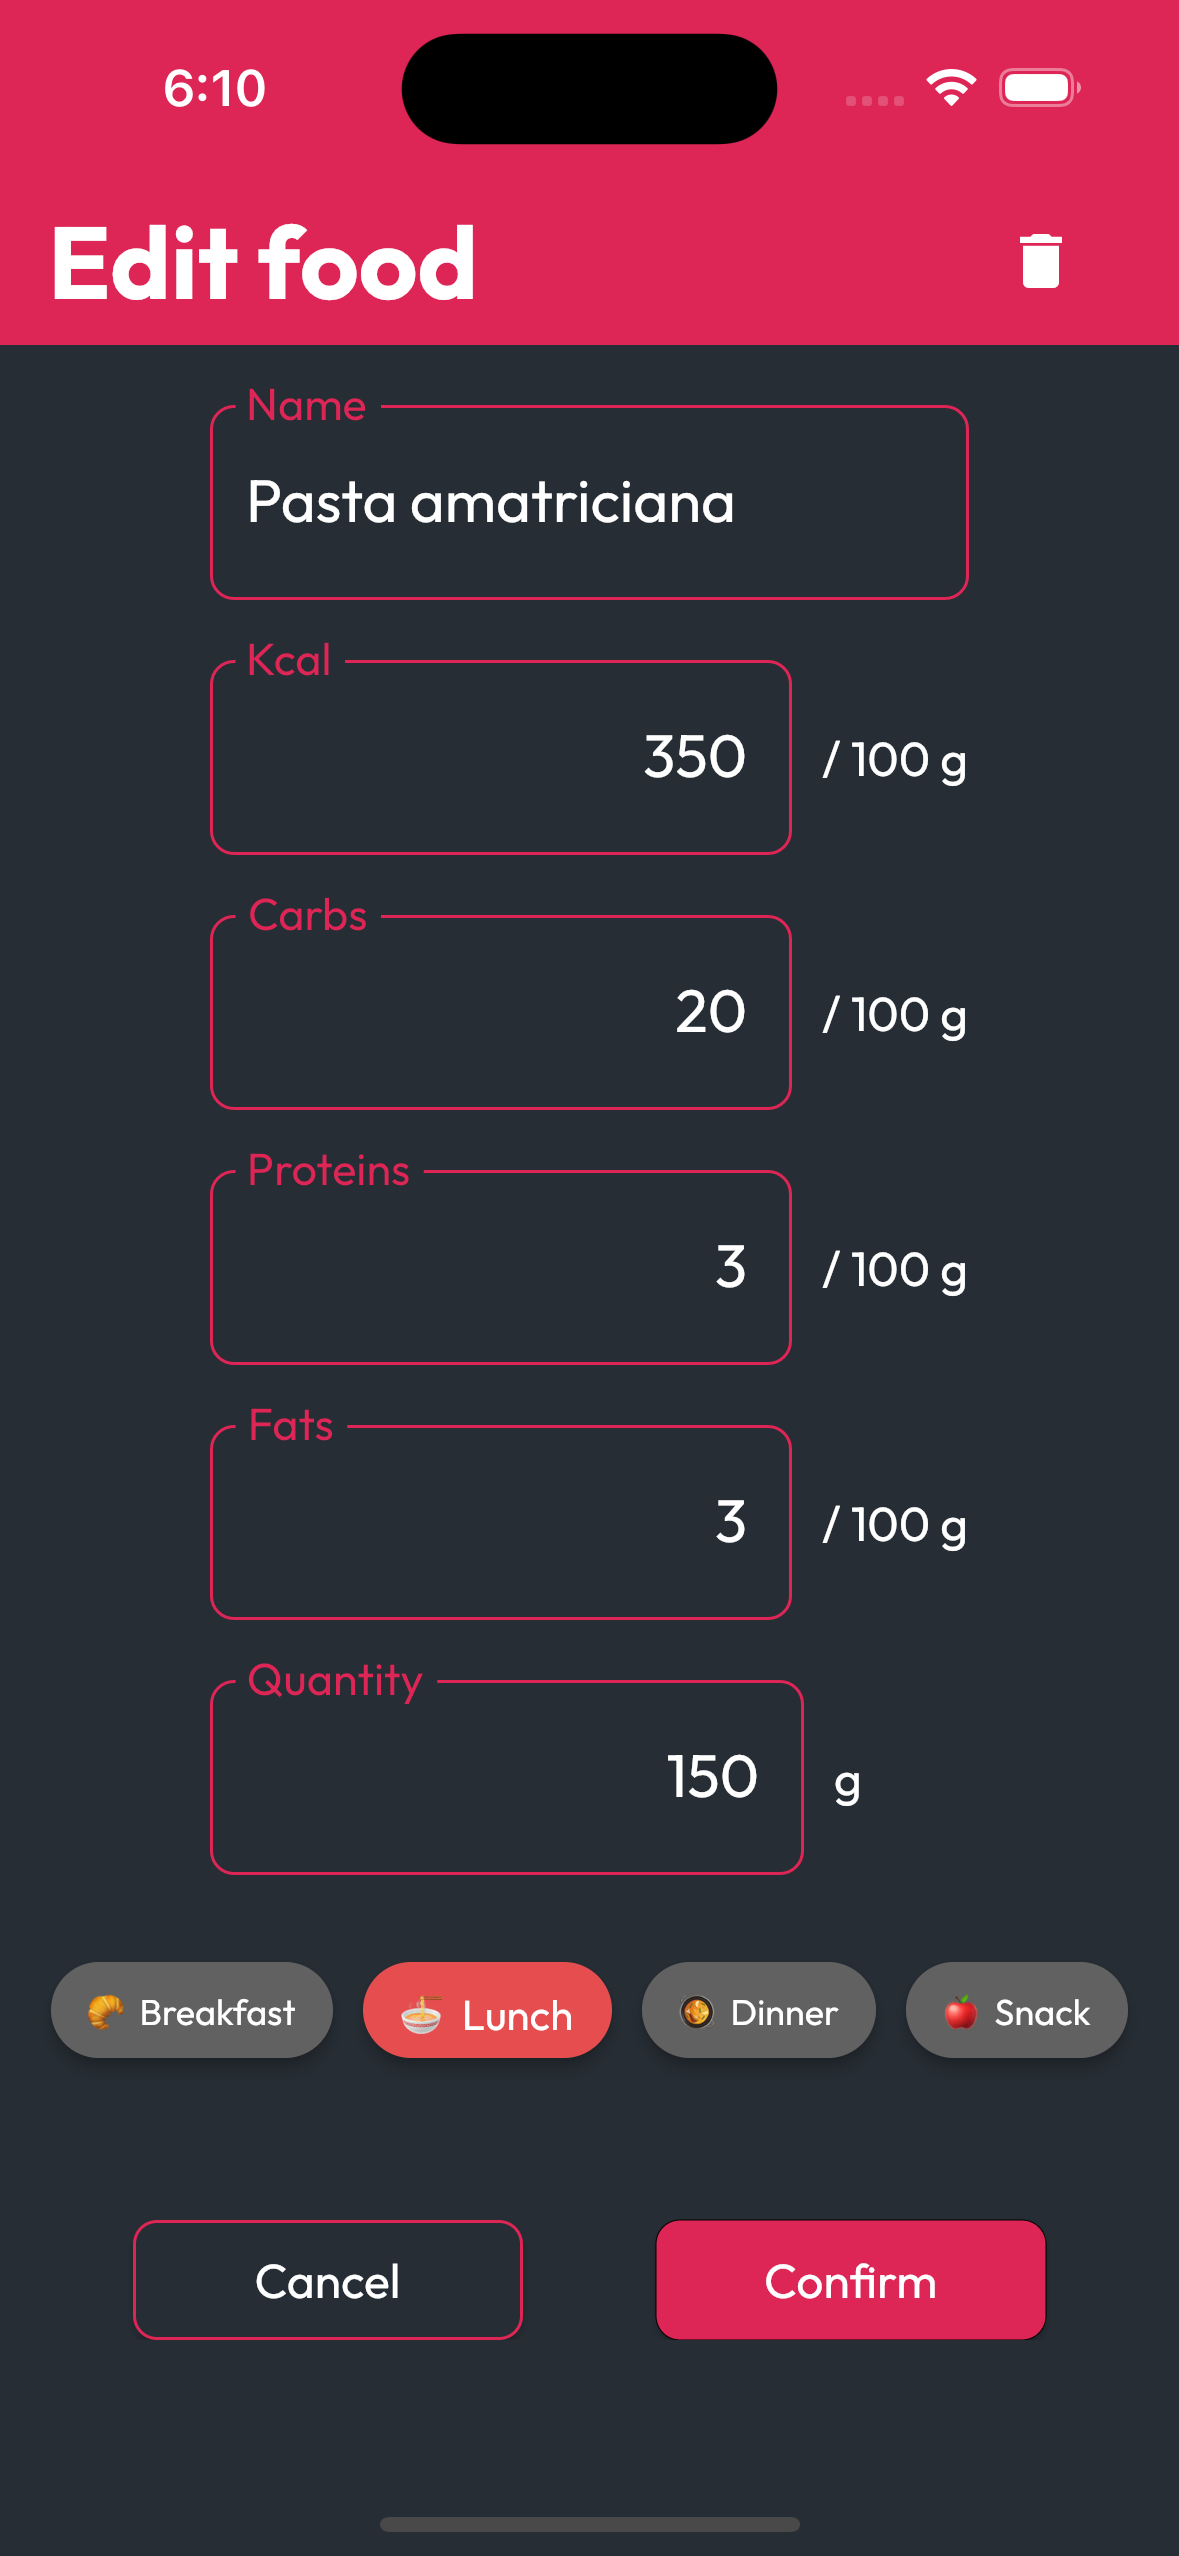 6:10
Edit food
Name
Pasta amatriciana
Kcal
350 / 100 g
Carbs
20 / 100 g
Proteins
3 / 100 g
Fats
3 / 100 g
Quantity
150 g
Breakfast Lunch Dinner Snack
Cancel Confirm